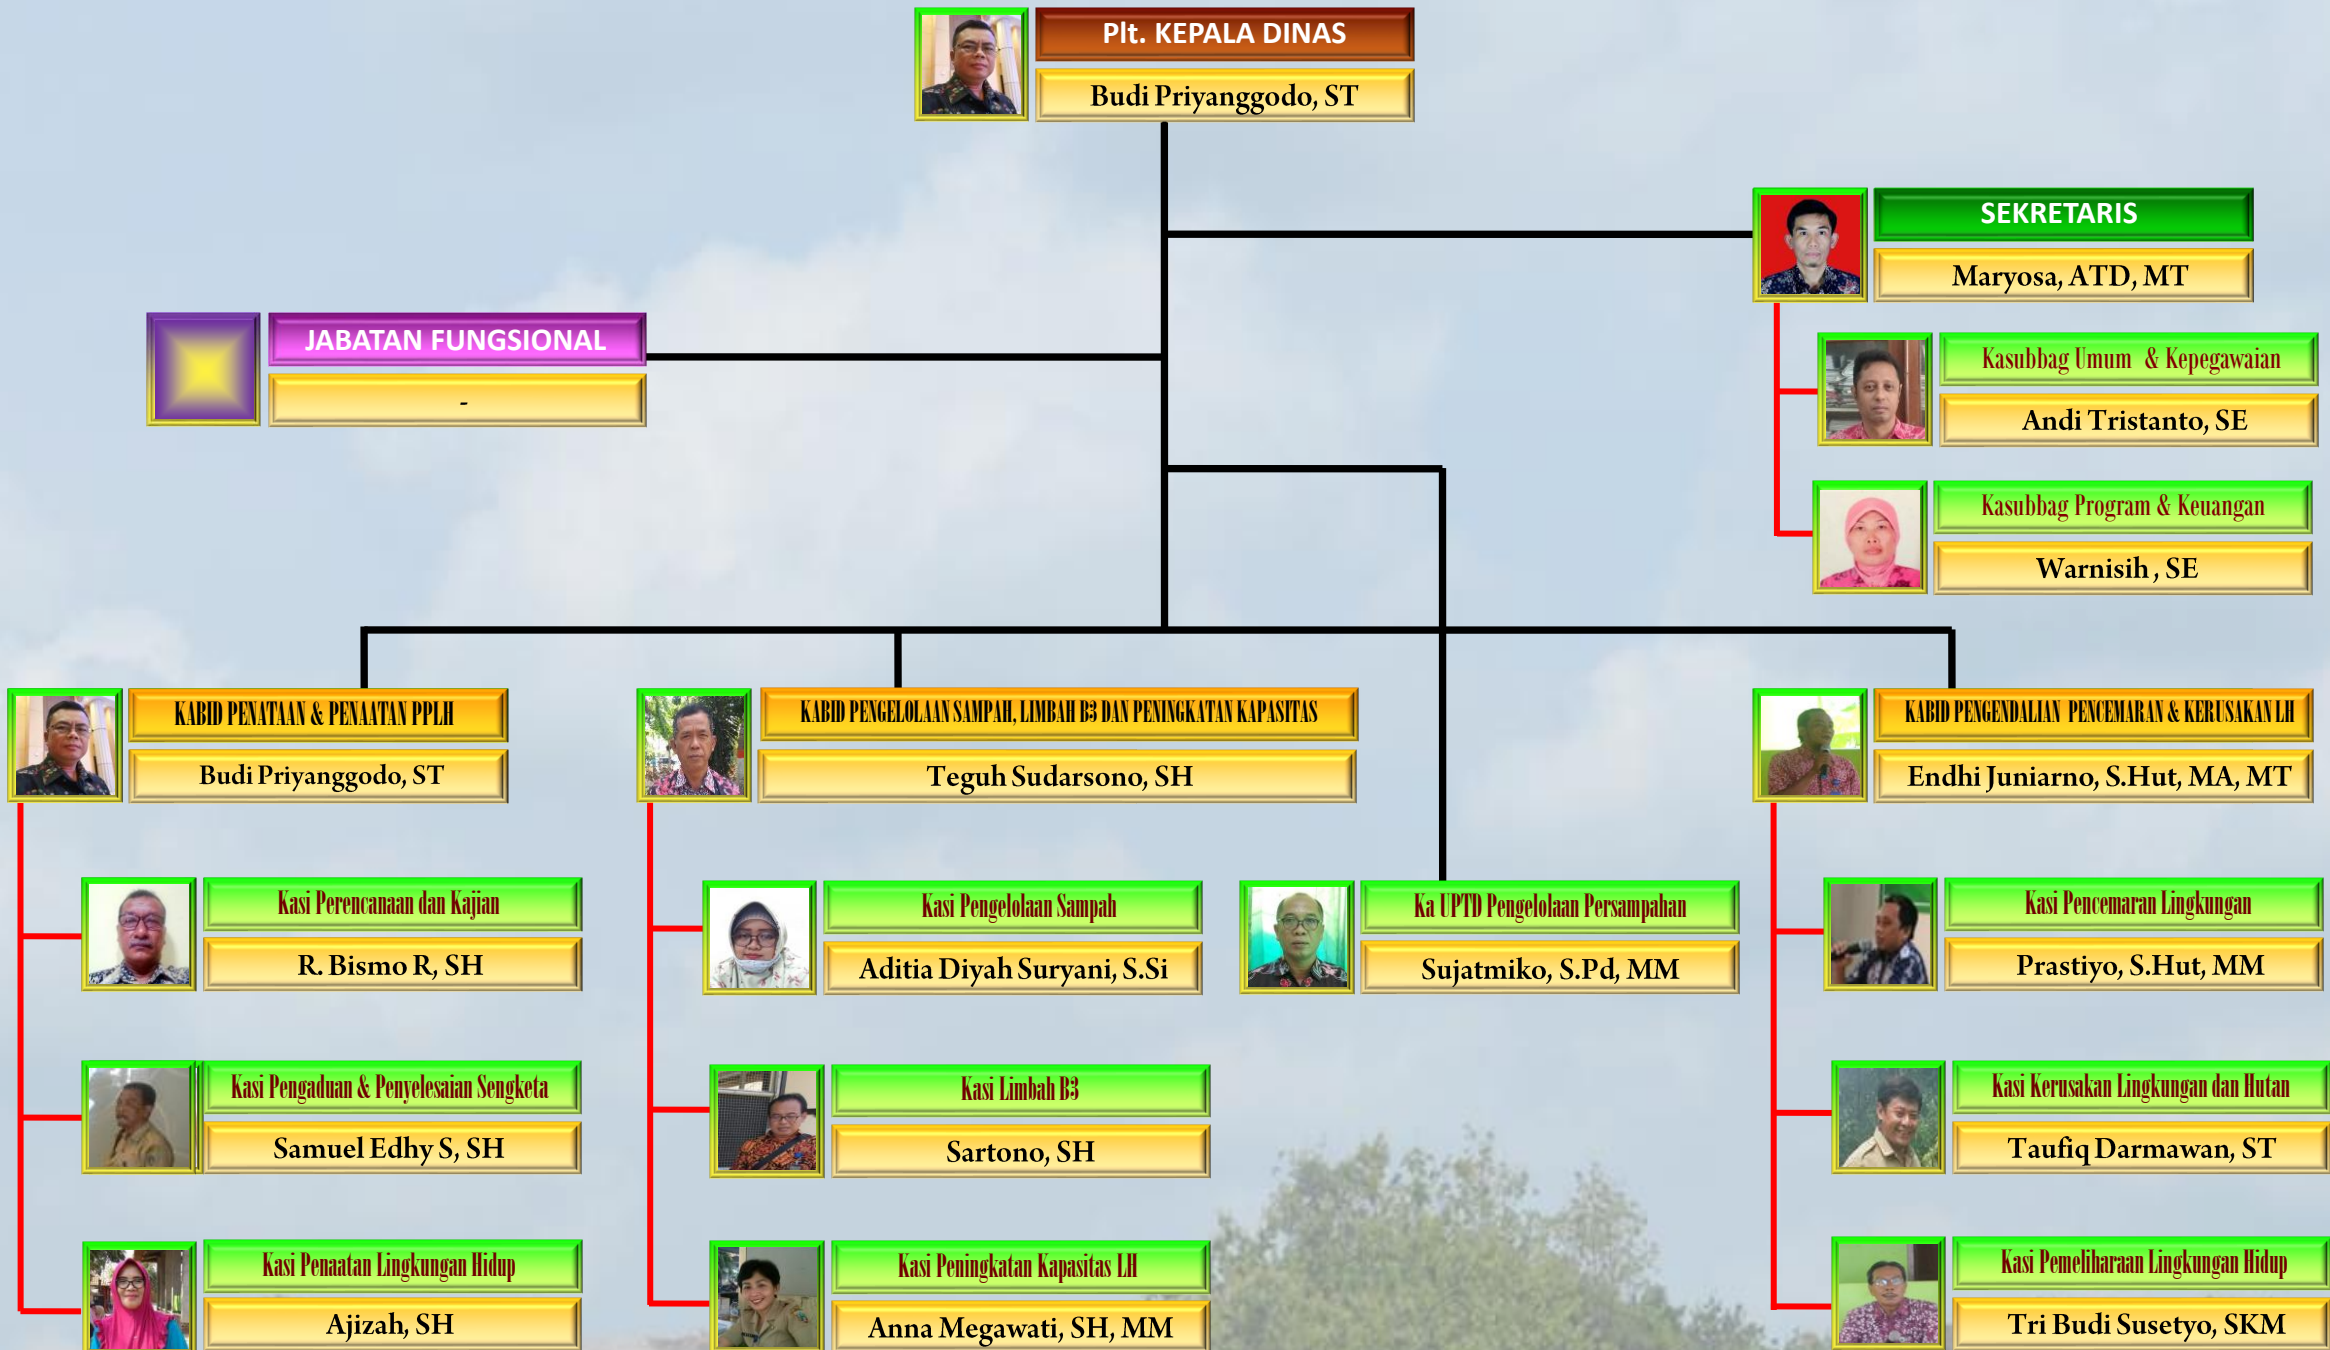 Plt. KEPALA DINAS
Budi Priyanggodo, ST
SEKRETARIS
Maryosa, ATD, MT
JABATAN FUNGSIONAL
-
Kasubbag Umum & Kepegawaian
Andi Tristanto, SE
Kasubbag Program & Keuangan
Warnisih , SE
KABID PENATAAN & PENAATAN PPLH
Budi Priyanggodo, ST
KABID PENGELOLAAN SAMPAH, LIMBAH B3 DAN PENINGKATAN KAPASITAS
Teguh Sudarsono, SH
KABID PENGENDALIAN PENCEMARAN & KERUSAKAN LH
Endhi Juniarno, S.Hut, MA, MT
Kasi Perencanaan dan Kajian
R. Bismo R, SH
Kasi Pengelolaan Sampah
Aditia Diyah Suryani, S.Si
Ka UPTD Pengelolaan Persampahan
Sujatmiko, S.Pd, MM
Kasi Pencemaran Lingkungan
Prastiyo, S.Hut, MM
Kasi Pengaduan & Penyelesaian Sengketa
Samuel Edhy S, SH
Kasi Limbah B3
Sartono, SH
Kasi Kerusakan Lingkungan dan Hutan
Taufiq Darmawan, ST
Kasi Penaatan Lingkungan Hidup
Ajizah, SH
Kasi Peningkatan Kapasitas LH
Anna Megawati, SH, MM
Kasi Pemeliharaan Lingkungan Hidup
Tri Budi Susetyo, SKM